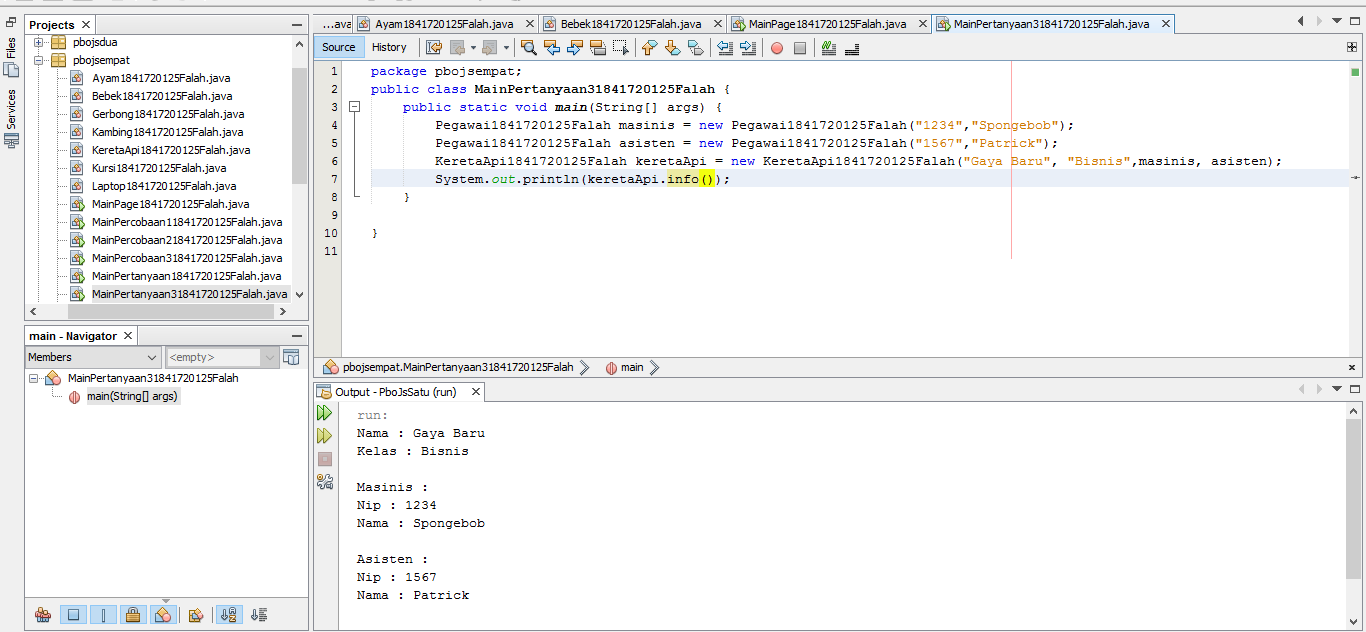 Projects
Files
Services
pbojsdua
pbojsempat
Ayam1841720125Falah.java
Bebek1841720125Falah.java
Gerbong1841720125Falah.java
Kambing1841720125Falah.java
KeretaApi1841720125Falah.java
Kursi1841720125Falah.java
Laptop1841720125Falah.java
MainPage1841720125Falah.java
MainPercobaan11841720125Falah.java
MainPercobaan21841720125Falah.java
MainPercobaan31841720125Falah.java
MainPertanyaan1841720125Falah.java
MainPertanyaan31841720125Falah.java
main - Navigator
Members <empty>
MainPertanyaan31841720125Falah
main(String[] args)
...ava Ayam1841720125Falah.java Bebek1841720125Falah.java MainPage1841720125Falah.java MainPertanyaan31841720125Falah.java
Source History
1 package pbojsempat;
2 public class MainPertanyaan31841720125Falah {
3 public static void main(String[] args) {
4 Pegawai1841720125Falah masinis = new Pegawai1841720125Falah("1234","Spongebob");
5 Pegawai1841720125Falah asisten = new Pegawai1841720125Falah("1567","Patrick");
6 KeretaApi1841720125Falah keretaApi = new KeretaApi1841720125Falah("Gaya Baru", "Bisnis",masinis, asisten);
7 System.out.println(keretaApi.info());
8 }
9
10 }
11
pbojsempat.MainPertanyaan31841720125Falah main
Output - PboJsSatu (run)
run:
Nama : Gaya Baru
Kelas : Bisnis
Masinis :
Nip : 1234
Nama : Spongebob
Asisten :
Nip : 1567
Nama : Patrick